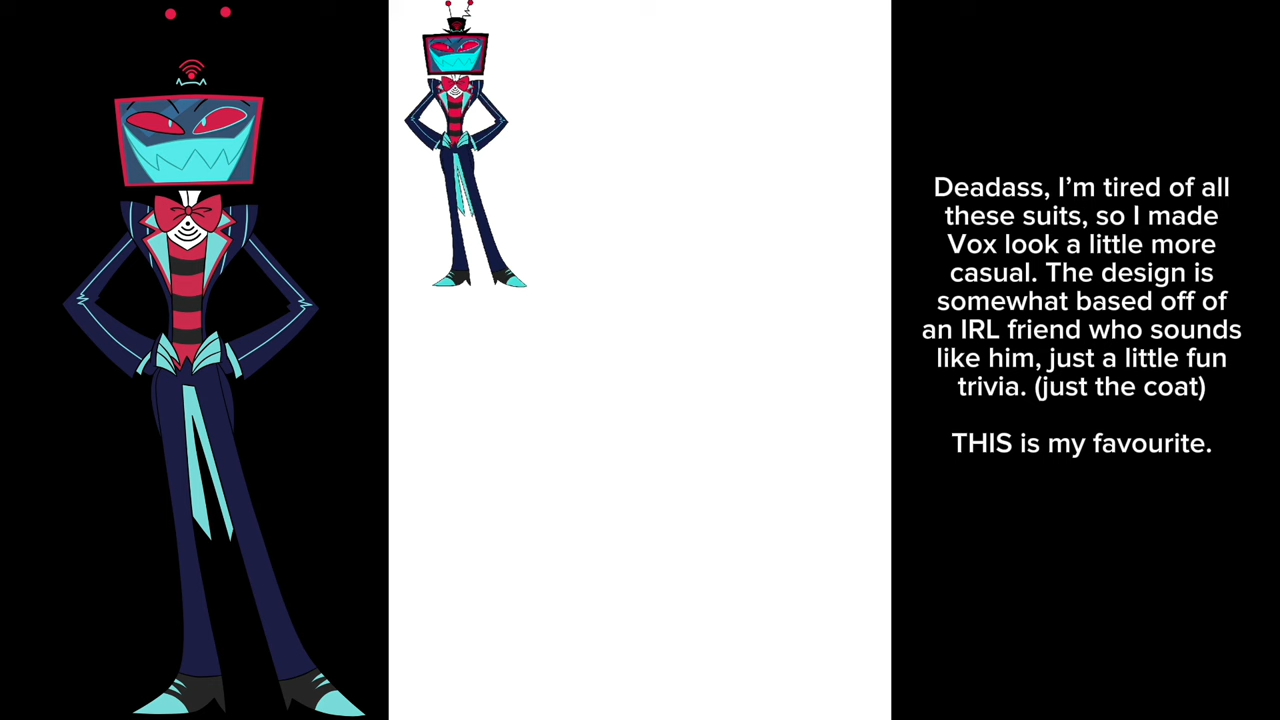 Deadass, I’m tired of all
these suits, so I made
Vox look a little more
casual. The design is
somewhat based off of
an IRL friend who sounds
like him, just a little fun
trivia. (just the coat)
THIS is my favourite.